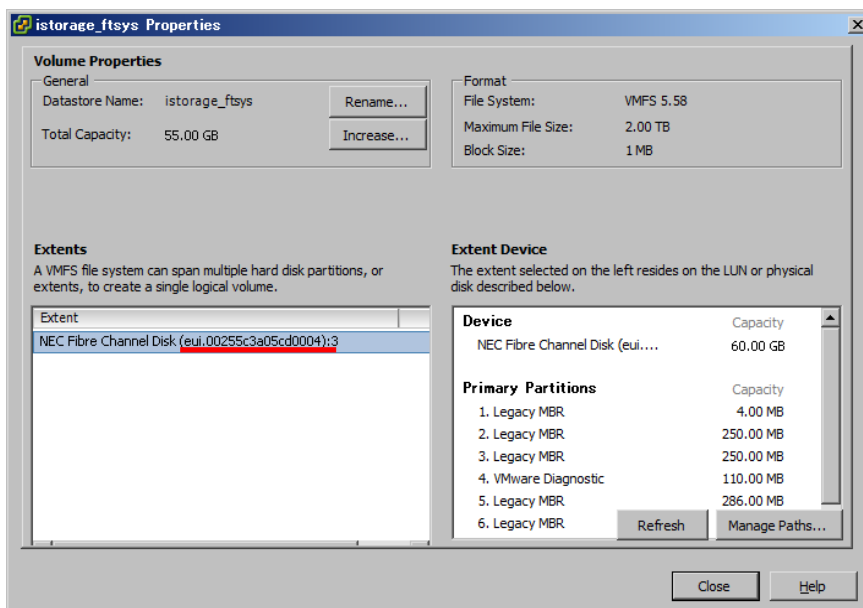 istorage_ftsys Properties
Volume Properties
General
Datastore Name: istorage_ftsys Rename...
Total Capacity: 55.00 GB Increase...
Format
File System: VMFS 5.58
Maximum File Size: 2.00 TB
Block Size: 1 MB
Extents
A VMFS file system can span multiple hard disk partitions, or
extents, to create a single logical volume.
Extent
NEC Fibre Channel Disk (eui.00255c3a05cd0004):3
Extent Device
The extent selected on the left resides on the LUN or physical
disk described below.
Device Capacity
NEC Fibre Channel Disk (eui.... 60.00 GB
Primary Partitions Capacity
1. Legacy MBR 4.00 MB
2. Legacy MBR 250.00 MB
3. Legacy MBR 250.00 MB
4. VMware Diagnostic 110.00 MB
5. Legacy MBR 286.00 MB
6. Legacy MBR
Refresh Manage Paths...
Close Help